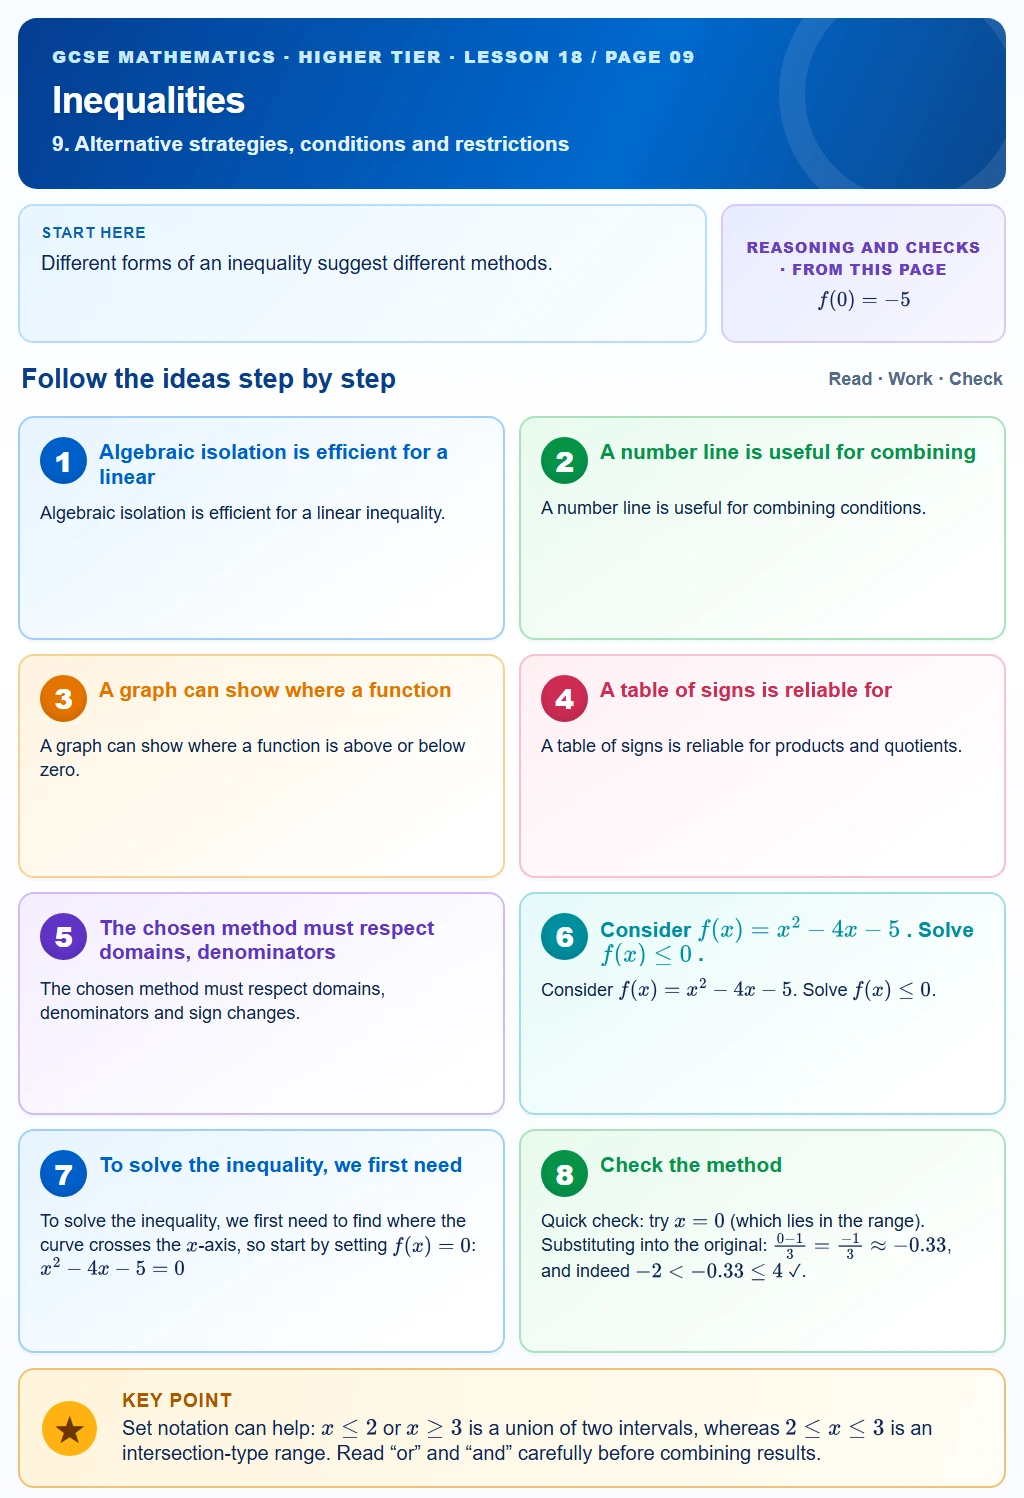 GCSE MATHEMATICS · HIGHER TIER · LESSON 18 / PAGE 09
Inequalities
9. Alternative strategies, conditions and restrictions
START HERE
Different forms of an inequality suggest different methods.
REASONING AND CHECKS
· FROM THIS PAGE
f(0) = −5
Follow the ideas step by step
Read · Work · Check
1
Algebraic isolation is efficient for a
linear
Algebraic isolation is efficient for a linear inequality.
2
A number line is useful for combining
A number line is useful for combining conditions.
3
A graph can show where a function
A graph can show where a function is above or below
zero.
4
A table of signs is reliable for
A table of signs is reliable for products and quotients.
5
The chosen method must respect
domains, denominators
The chosen method must respect domains,
denominators and sign changes.
6
Consider f(x) = x² − 4x − 5 . Solve
f(x) ≤ 0 .
Consider f(x) = x² − 4x − 5. Solve f(x) ≤ 0.
7
To solve the inequality, we first need
To solve the inequality, we first need to find where the
curve crosses the x-axis, so start by setting f(x) = 0:
x² − 4x − 5 = 0
8
Check the method
Quick check: try x = 0 (which lies in the range).
Substituting into the original: (0−1)/3 = (−1)/3 ≈ −0.33,
and indeed −2 < −0.33 ≤ 4 ✓.
KEY POINT
Set notation can help: x ≤ 2 or x ≥ 3 is a union of two intervals, whereas 2 ≤ x ≤ 3 is an
intersection-type range. Read “or” and “and” carefully before combining results.